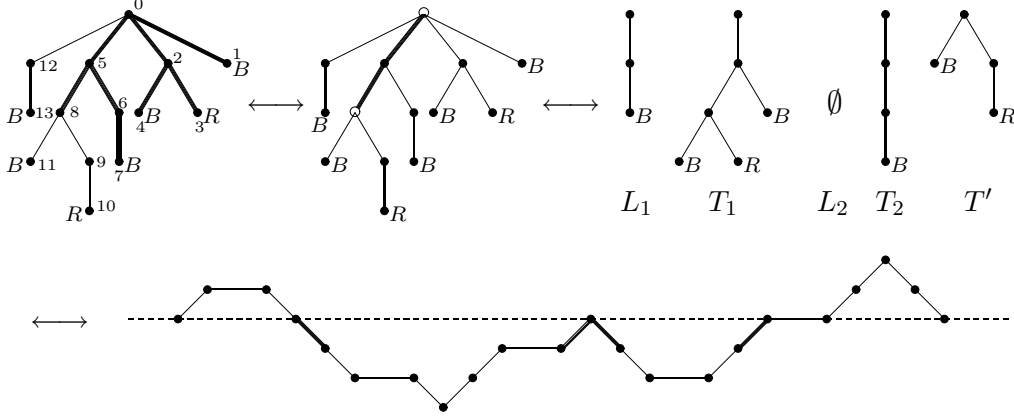 0
12 5 2 1 B B
B 13 8 6 B 4 R 3 B B R B B ∅ R
B 11 9 7 B B B B R B
R 10 R L₁ T₁ L₂ T₂ T′